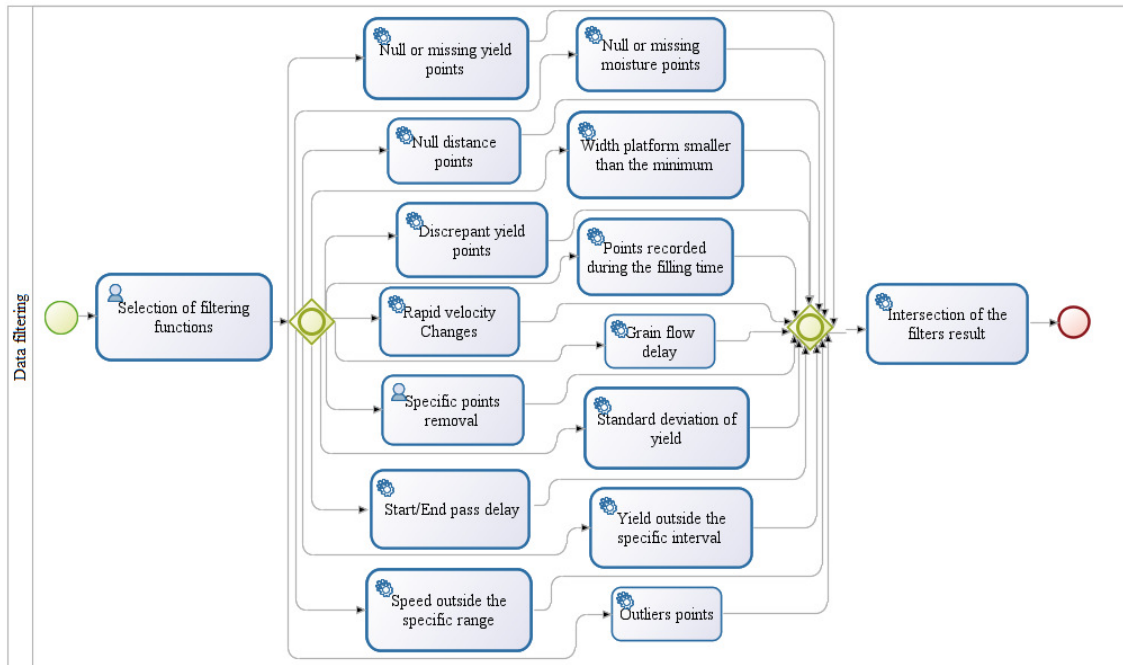 Data filtering
Selection of filtering
functions
Null or missing yield
points
Null or missing
moisture points
Null distance
points
Width platform smaller
than the minimum
Discrepant yield
points
Points recorded
during the filling time
Rapid velocity
Changes
Grain flow
delay
Specific points
removal
Standard deviation of
yield
Start/End pass delay
Yield outside the
specific interval
Speed outside the
specific range
Outliers points
Intersection of the
filters result